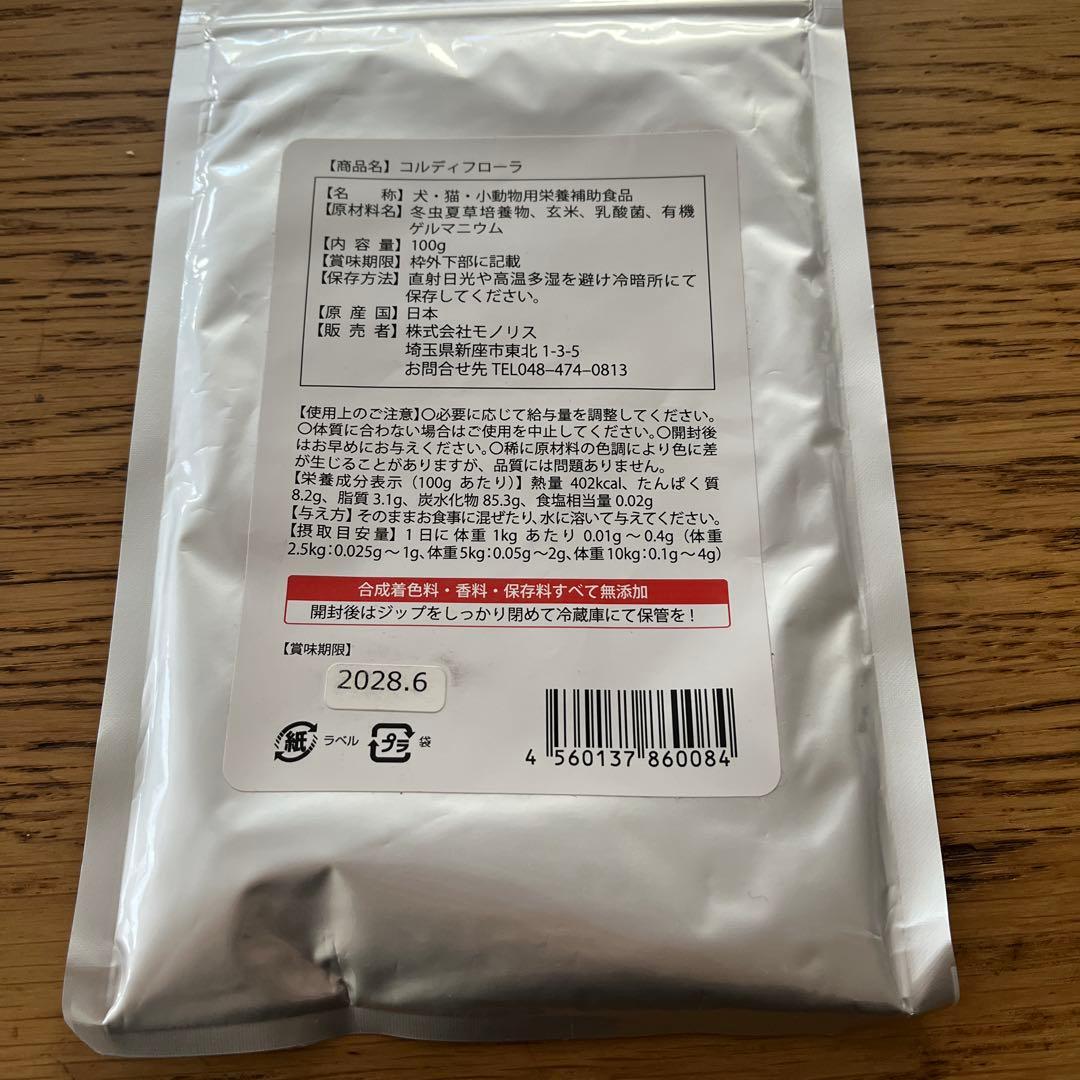 【商品名】コルディフローラ
【名 称】犬・猫・小動物用栄養補助食品
【原材料名】冬虫夏草培養物、玄米、乳酸菌、有機
ゲルマニウム
【内 容 量】100g
【賞味期限】枠外下部に記載
【保存方法】直射日光や高温多湿を避け冷暗所にて
保存してください。
【原 産 国】日本
【販 売 者】株式会社モノリス
埼玉県新座市東北 1-3-5
お問合せ先 TEL048-474-0813
【使用上のご注意】〇必要に応じて給与量を調整してください。
〇体質に合わない場合はご使用を中止してください。〇開封後
はお早めにお与えください。〇稀に原材料の色調により色に差
が生じることがありますが、品質には問題ありません。
【栄養成分表示（100g あたり）】熱量 402kcal、たんぱく質
8.2g、脂質 3.1g、炭水化物 85.3g、食塩相当量 0.02g
【与え方】そのままお食事に混ぜたり、水に溶いて与えてください。
【摂取目安量】1日に体重 1kg あたり 0.01g～0.4g（体重
2.5kg：0.025g～1g、体重5kg：0.05g～2g、体重10kg：0.1g～4g）
合成着色料・香料・保存料すべて無添加
開封後はジップをしっかり閉めて冷蔵庫にて保管を！
【賞味期限】
2028.6
紙 ラベル プラ 袋
4 560137 860084